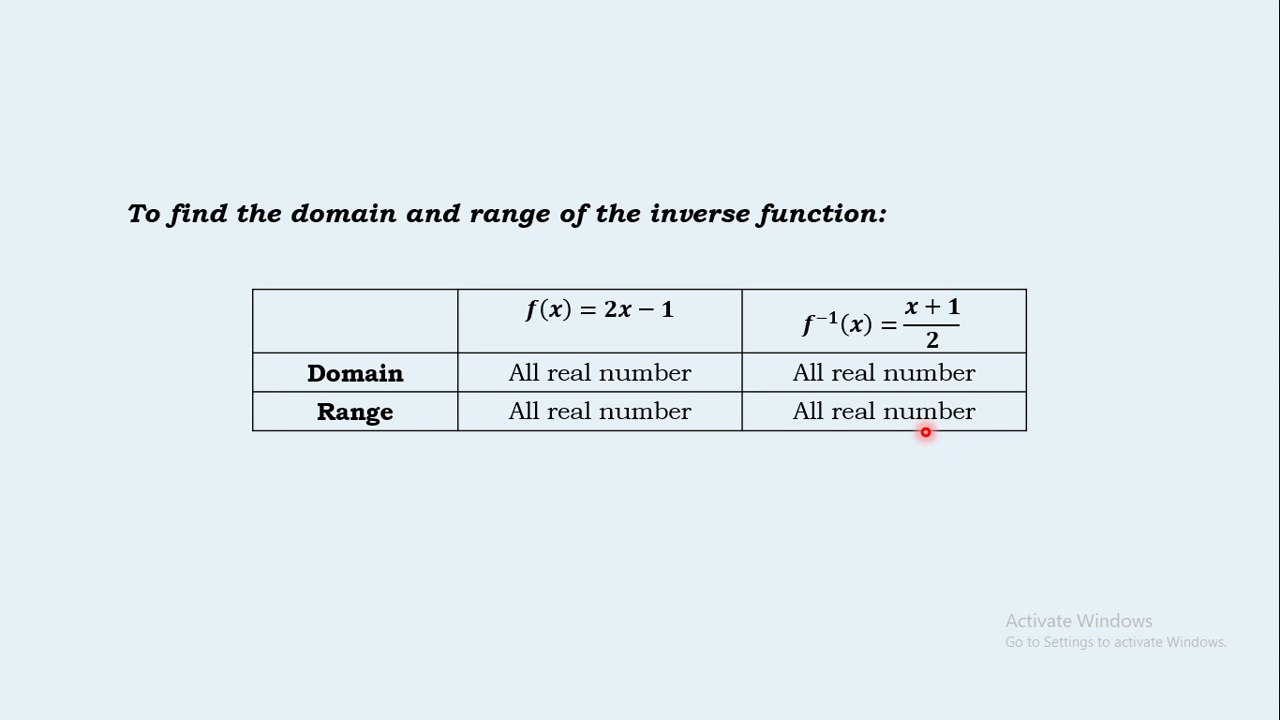 To find the domain and range of the inverse function:
f(x) = 2x − 1
f⁻¹(x) = (x + 1)/2
Domain All real number All real number
Range All real number All real number
Activate Windows
Go to Settings to activate Windows.